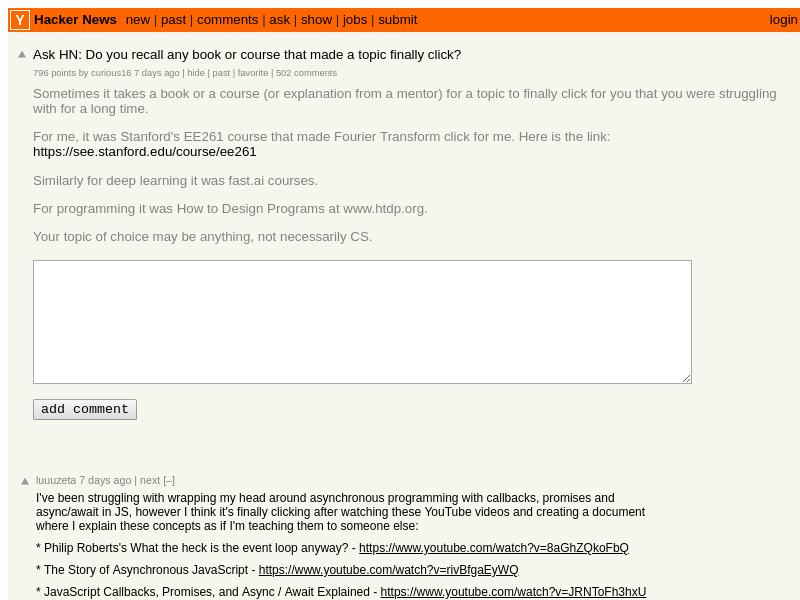 Y Hacker News new | past | comments | ask | show | jobs | submit login
Ask HN: Do you recall any book or course that made a topic finally click?
796 points by curious16 7 days ago | hide | past | favorite | 502 comments
Sometimes it takes a book or a course (or explanation from a mentor) for a topic to finally click for you that you were struggling
with for a long time.
For me, it was Stanford's EE261 course that made Fourier Transform click for me. Here is the link:
https://see.stanford.edu/course/ee261
Similarly for deep learning it was fast.ai courses.
For programming it was How to Design Programs at www.htdp.org.
Your topic of choice may be anything, not necessarily CS.
add comment
luuuzeta 7 days ago | next [–]
I've been struggling with wrapping my head around asynchronous programming with callbacks, promises and
async/await in JS, however I think it's finally clicking after watching these YouTube videos and creating a document
where I explain these concepts as if I'm teaching them to someone else:
* Philip Roberts's What the heck is the event loop anyway? - https://www.youtube.com/watch?v=8aGhZQkoFbQ
* The Story of Asynchronous JavaScript - https://www.youtube.com/watch?v=rivBfgaEyWQ
* JavaScript Callbacks, Promises, and Async / Await Explained - https://www.youtube.com/watch?v=JRNToFh3hxU